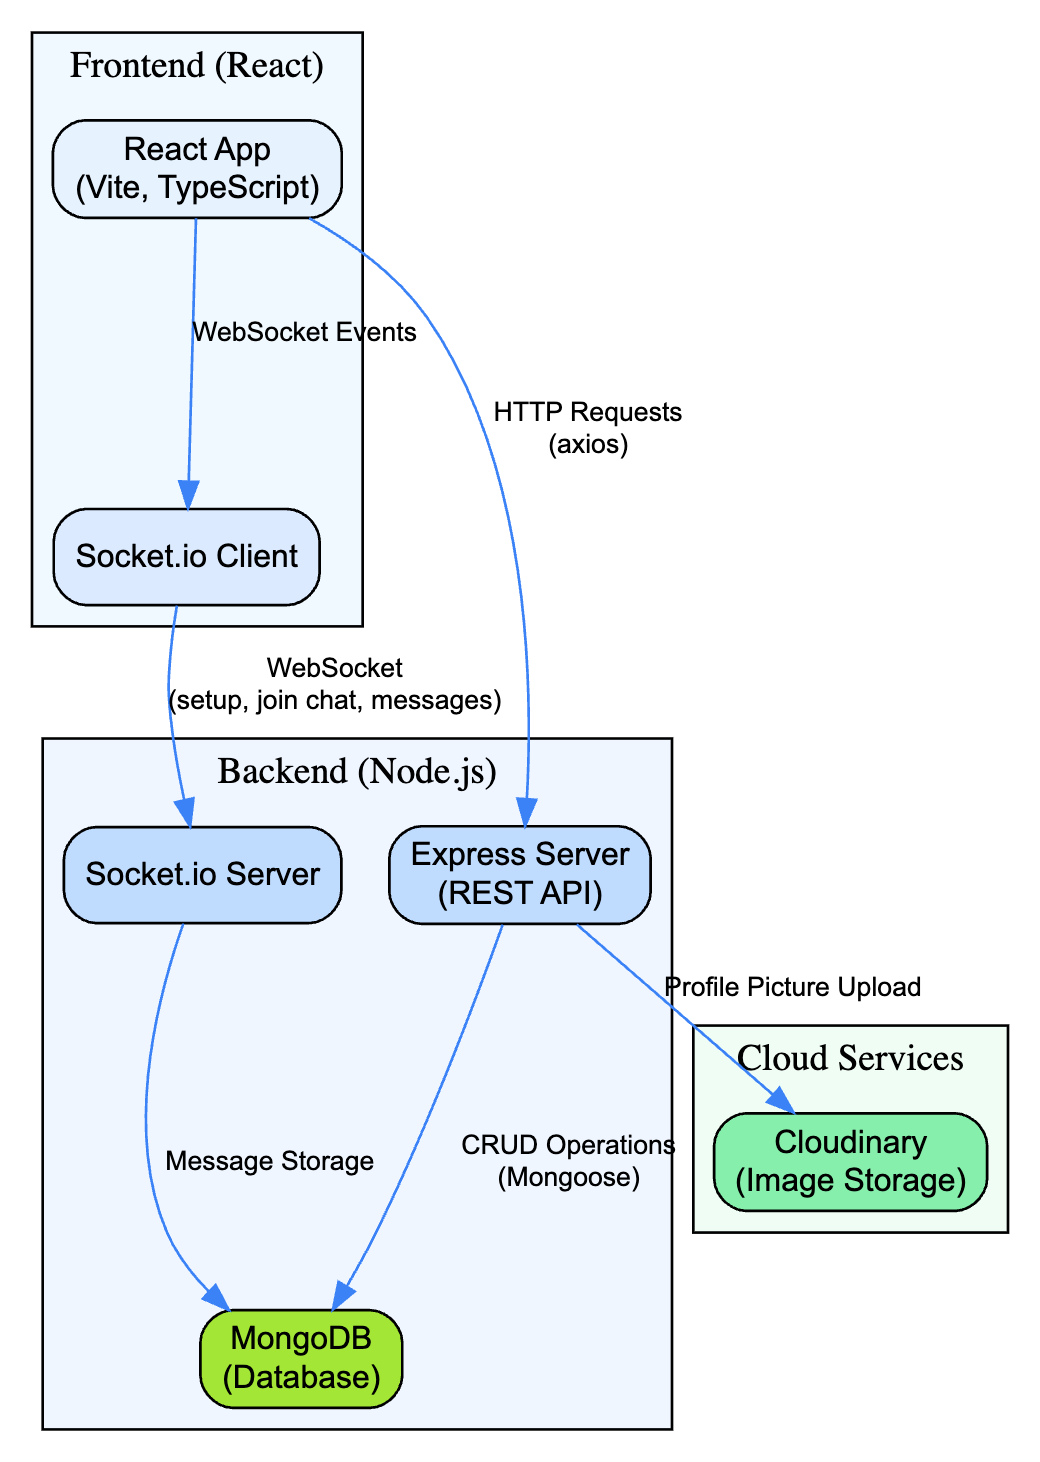 Frontend (React)
React App
(Vite, TypeScript)
WebSocket Events
HTTP Requests
(axios)
Socket.io Client
WebSocket
(setup, join chat, messages)
Backend (Node.js)
Socket.io Server
Express Server
(REST API)
Profile Picture Upload
Cloud Services
Cloudinary
(Image Storage)
Message Storage
CRUD Operations
(Mongoose)
MongoDB
(Database)